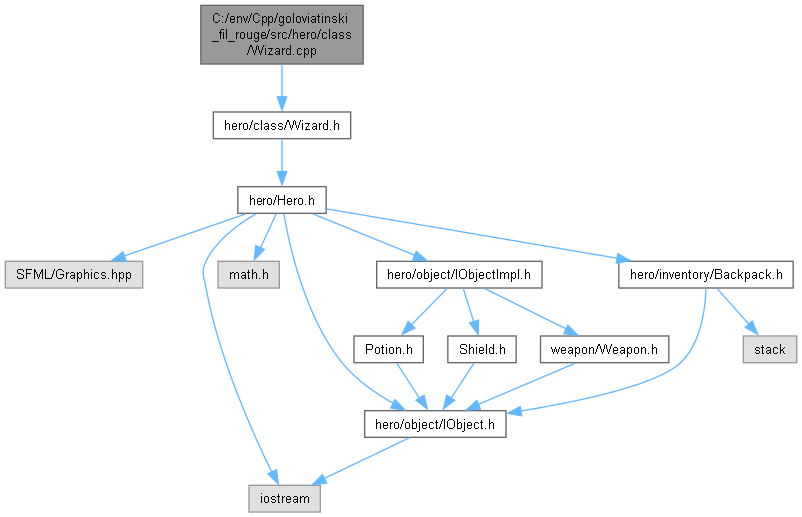 C:/env/Cpp/goloviatinski
_fil_rouge/src/hero/class
/Wizard.cpp
hero/class/Wizard.h
hero/Hero.h
SFML/Graphics.hpp
math.h
hero/object/IObjectImpl.h
hero/inventory/Backpack.h
Potion.h
Shield.h
weapon/Weapon.h
stack
hero/object/IObject.h
iostream